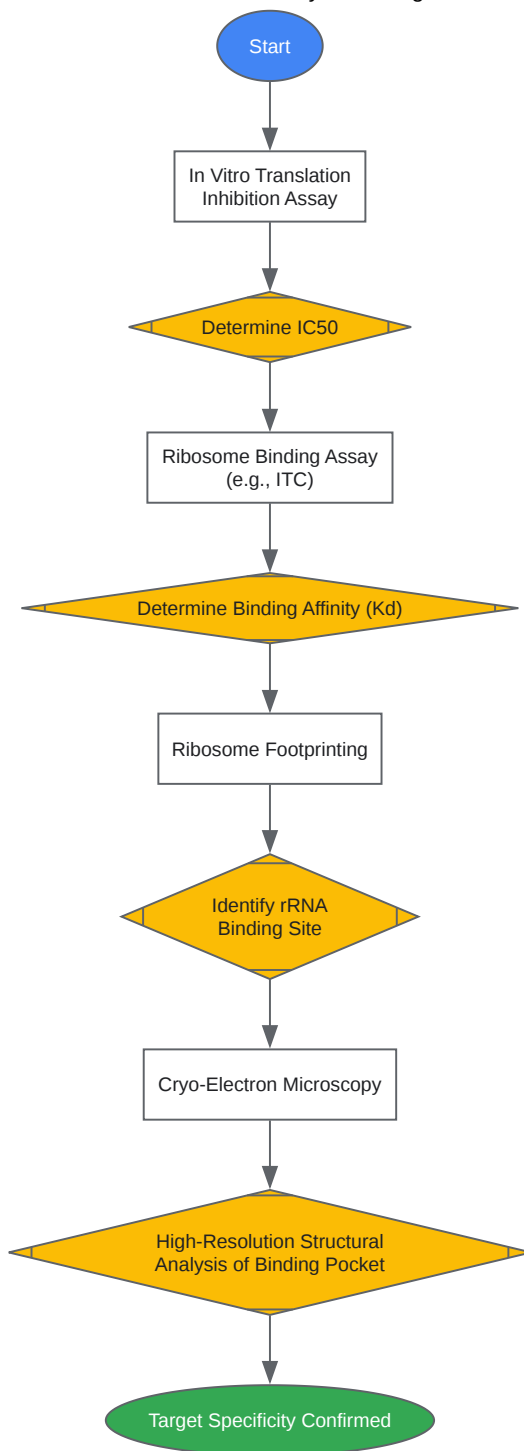 Start
In Vitro Translation
Inhibition Assay
Determine IC50
Ribosome Binding Assay
(e.g., ITC)
Determine Binding Affinity (Kd)
Ribosome Footprinting
Identify rRNA
Binding Site
Cryo-Electron Microscopy
High-Resolution Structural
Analysis of Binding Pocket
Target Specificity Confirmed